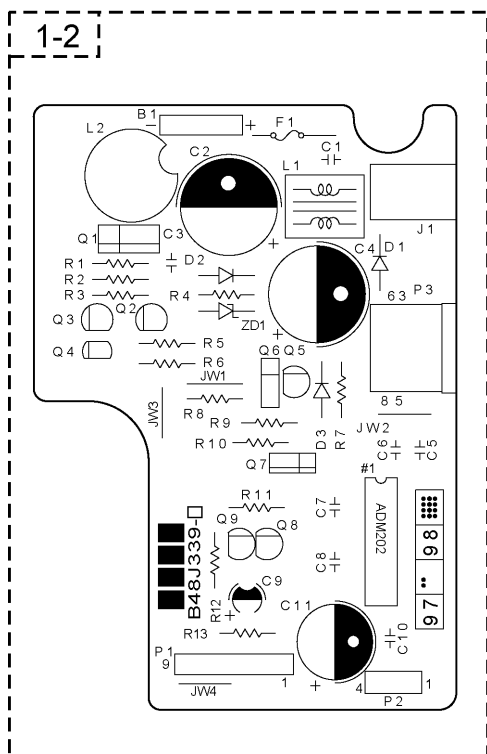 1-2
B1
- +
F1
L2
C2
C1
L1
+
J1
Q1
C3
C4
D1
D2
R1
R2
R3
R4
63
P3
Q3
Q2
ZD1
+
Q4
R5
R6
Q6
Q5
JW1
JW3
R8
85
JW2
R9
R10
D3
R7
C6
C5
Q7
#1
R11
C7
ADM202
98
97
Q9
Q8
B48J339-
C8
R12
C9
+
C11
R13
C10
P1
9
1
JW4
+
4
1
P2